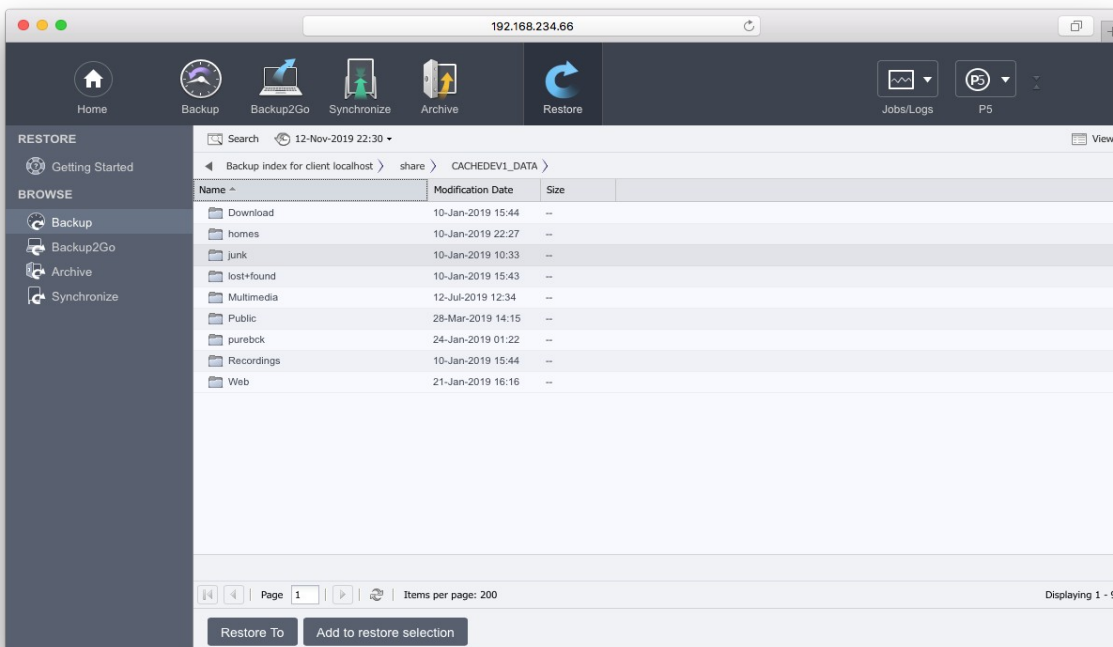 192.168.234.66
Home
Backup
Backup2Go
Synchronize
Archive
Restore
Jobs/Logs
P5
P5
RESTORE
Getting Started
BROWSE
Backup
Backup2Go
Archive
Synchronize
Search 12-Nov-2019 22:30
View
Backup index for client localhost share CACHEDEV1_DATA
Name Modification Date Size
Download 10-Jan-2019 15:44 --
homes 10-Jan-2019 22:27 --
junk 10-Jan-2019 10:33 --
lost+found 10-Jan-2019 15:43 --
Multimedia 12-Jul-2019 12:34 --
Public 28-Mar-2019 14:15 --
purebck 24-Jan-2019 01:22 --
Recordings 10-Jan-2019 15:44 --
Web 21-Jan-2019 16:16 --
Page 1 Items per page: 200 Displaying 1 - 9
Restore To Add to restore selection